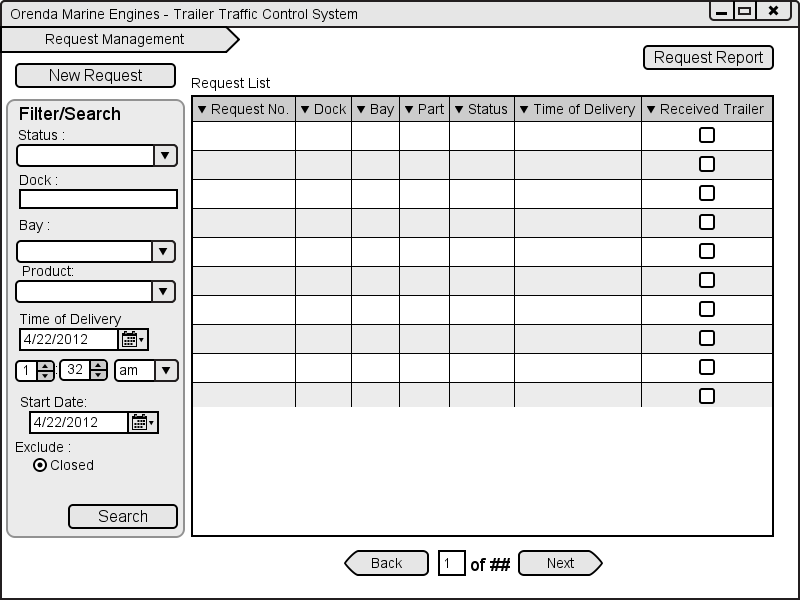 Orenda Marine Engines - Trailer Traffic Control System
Request Management
Request Report
New Request
Request List
Filter/Search
Status :
Dock :
Bay :
Product:
Time of Delivery
4/22/2012
1 : 32 am
Start Date:
4/22/2012
Exclude :
Closed
Search
Request No. Dock Bay Part Status Time of Delivery Received Trailer
Back 1 of ## Next